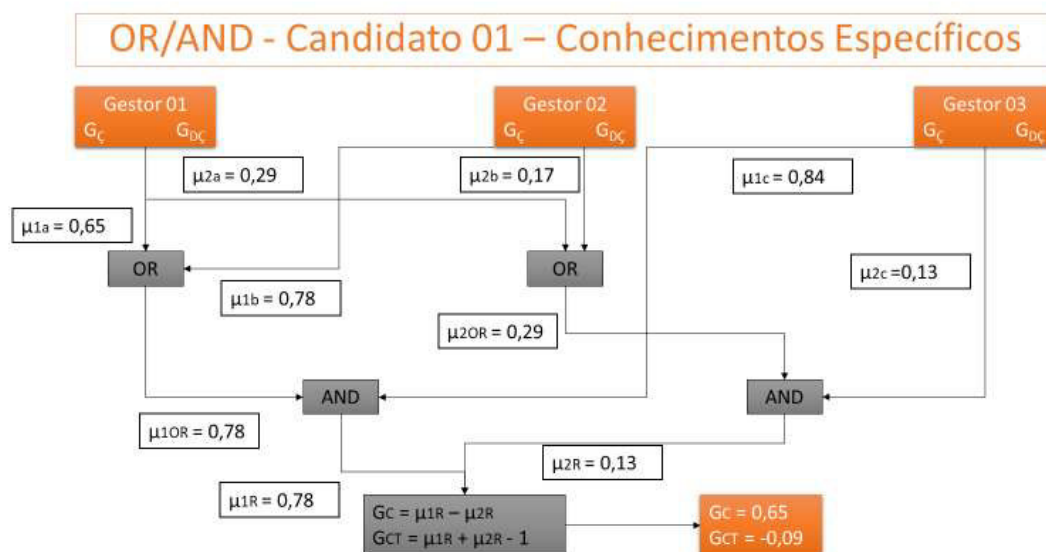 OR/AND - Candidato 01 – Conhecimentos Específicos
Gestor 01
GÇ GDÇ
Gestor 02
GÇ GDÇ
Gestor 03
GÇ GDÇ
µ2a = 0,29
µ2b = 0,17
µ1c = 0,84
µ1a = 0,65
OR
OR
µ2c =0,13
µ1b = 0,78
µ2OR = 0,29
AND
AND
µ1OR = 0,78
µ2R = 0,13
µ1R = 0,78
GC = µ1R – µ2R
GCT = µ1R + µ2R - 1
GC = 0,65
GCT = -0,09